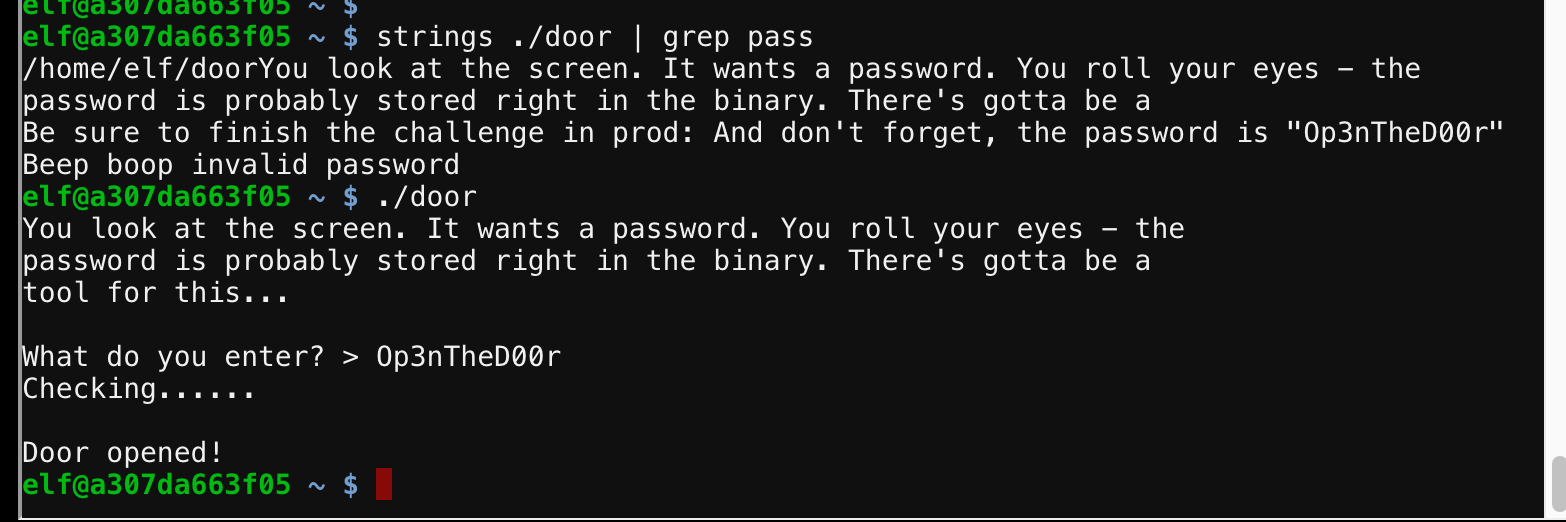 elf@a307da663f05 ~ $
elf@a307da663f05 ~ $ strings ./door | grep pass
/home/elf/doorYou look at the screen. It wants a password. You roll your eyes – the
password is probably stored right in the binary. There's gotta be a
Be sure to finish the challenge in prod: And don't forget, the password is "Op3nTheD00r"
Beep boop invalid password
elf@a307da663f05 ~ $ ./door
You look at the screen. It wants a password. You roll your eyes – the
password is probably stored right in the binary. There's gotta be a
tool for this...
What do you enter? > Op3nTheD00r
Checking......
Door opened!
elf@a307da663f05 ~ $